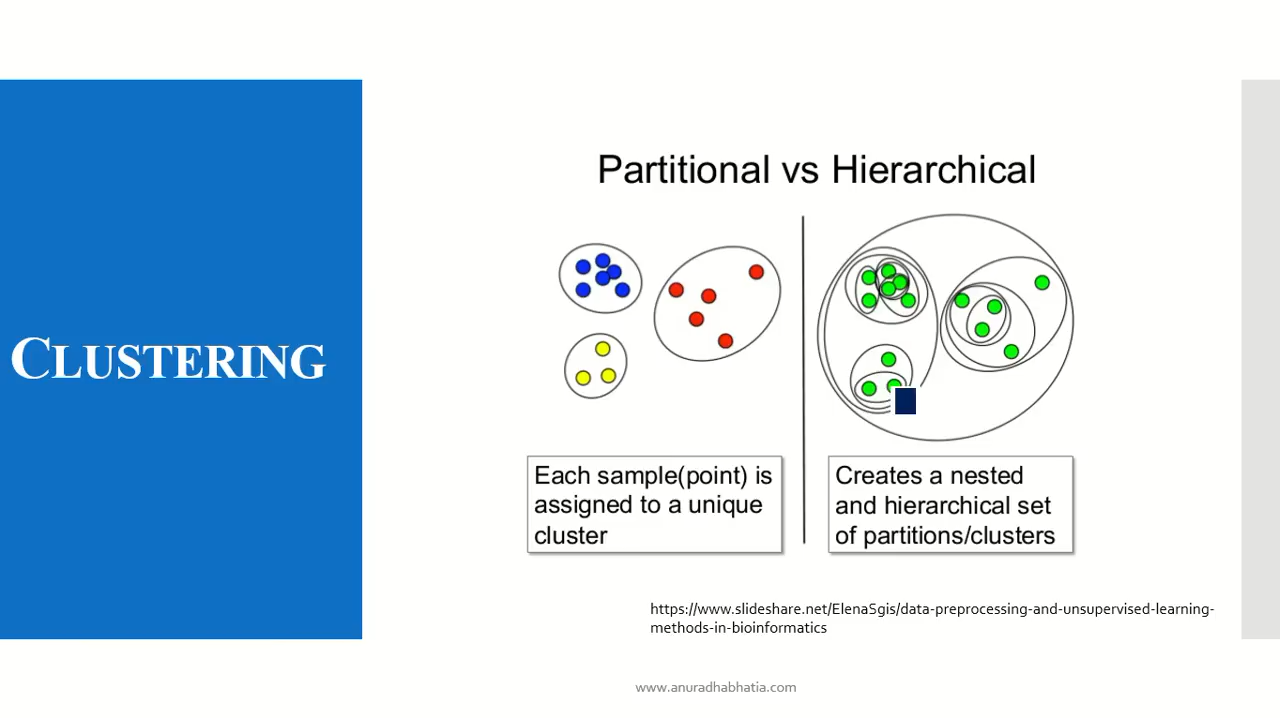 CLUSTERING
Partitional vs Hierarchical
Each sample(point) is
assigned to a unique
cluster
Creates a nested
and hierarchical set
of partitions/clusters
https://www.slideshare.net/ElenaSgis/data-preprocessing-and-unsupervised-learning-
methods-in-bioinformatics
www.anuradhabhatia.com